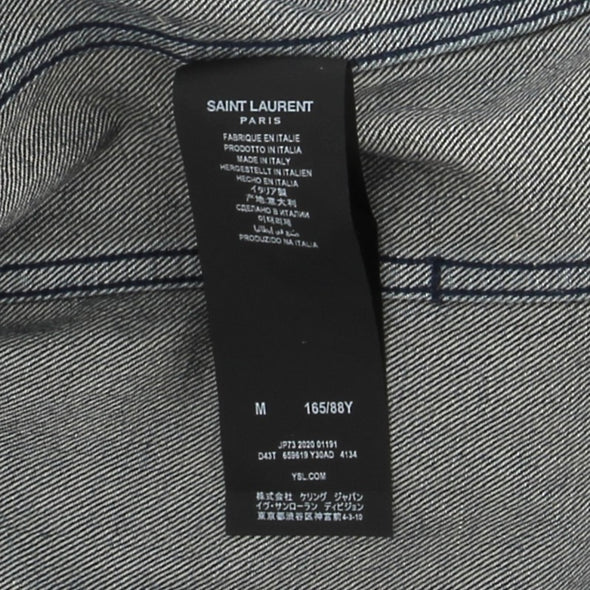 SAINT LAURENT
PARIS
FABRIQUE EN ITALIE
PRODOTTO IN ITALIA
MADE IN ITALY
HERGESTELLT IN ITALIEN
HECHO EN ITALIA
イタリア製
产地:意大利
СДЕЛАНО В ИТАЛИИ
이태리제
صنع في إيطاليا
PRODUZIDO NA ITALIA
M 165/88Y
JP73 2020 01191
D43T 659619 Y30AD 4134
YSL.COM
株式会社 ケリング ジャパン
イヴ・サンローラン ディビジョン
東京都渋谷区神宮前4-3-10